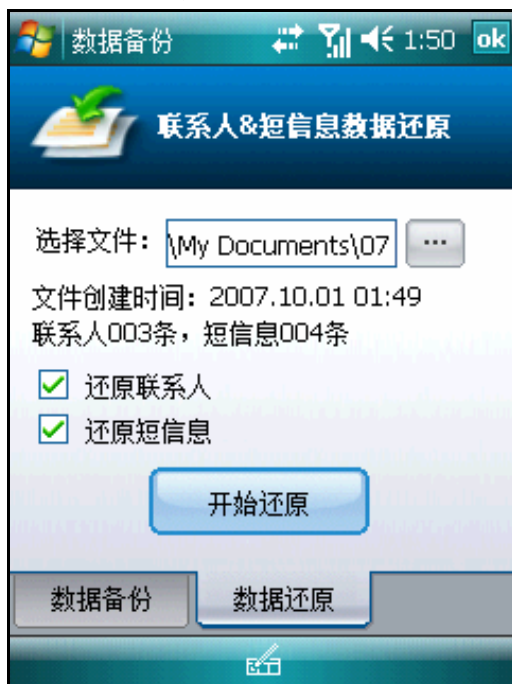 数据备份 1:50 ok
联系人&短信息数据还原
选择文件: \My Documents\07 ...
文件创建时间: 2007.10.01 01:49
联系人003条，短信息004条
还原联系人
还原短信息
开始还原
数据备份 数据还原